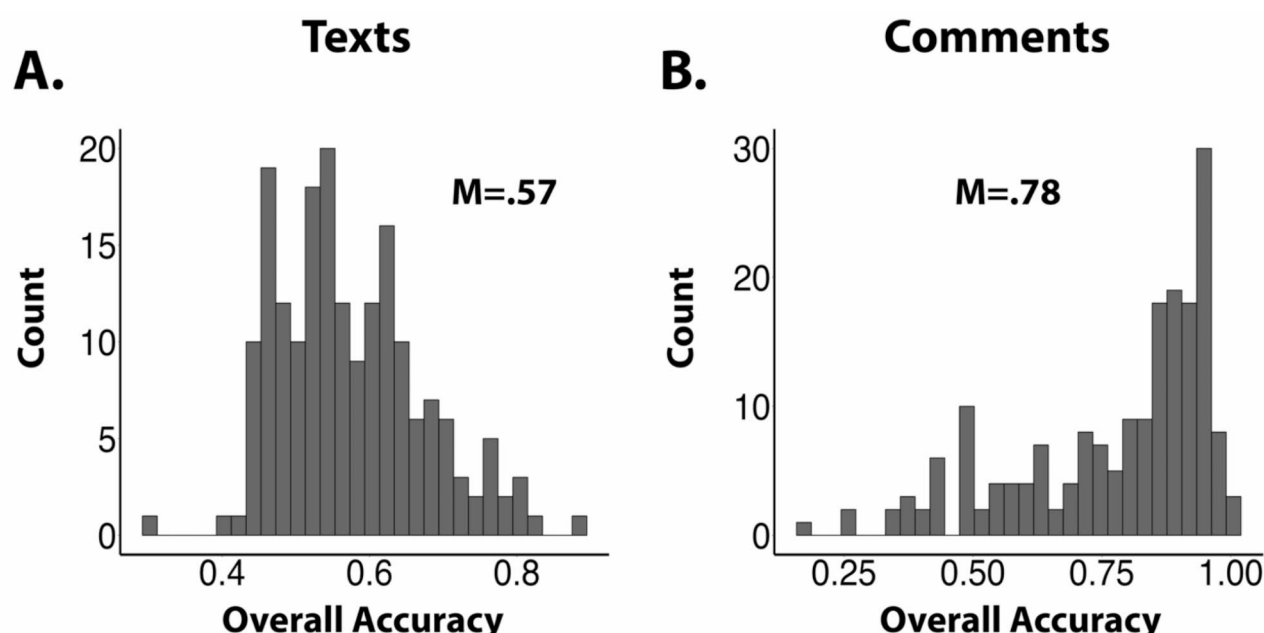 Texts
A.
20
15
10
5
0
Count
M=.57
0.4 0.6 0.8
Overall Accuracy
Comments
B.
30
20
10
0
Count
M=.78
0.25 0.50 0.75 1.00
Overall Accuracy